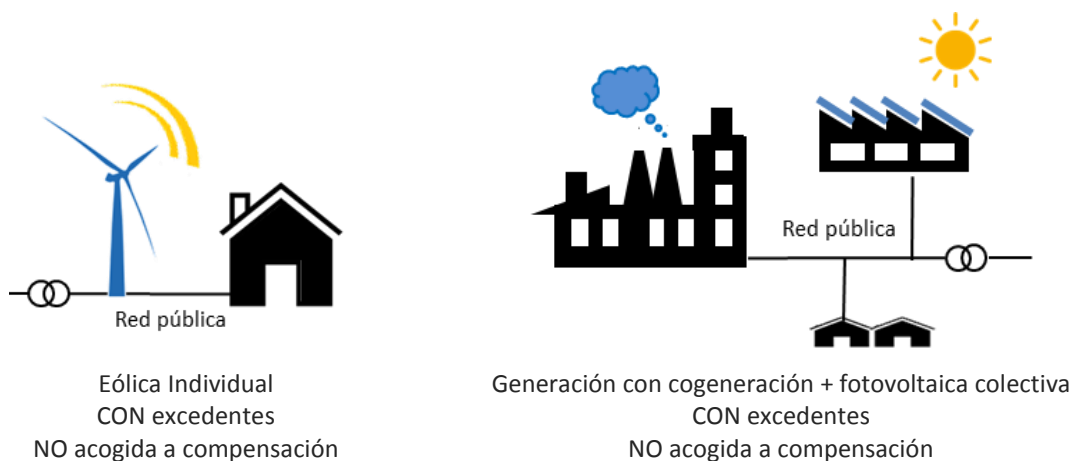 Red pública
Eólica Individual
CON excedentes
NO acogida a compensación
Red pública
Generación con cogeneración + fotovoltaica colectiva
CON excedentes
NO acogida a compensación